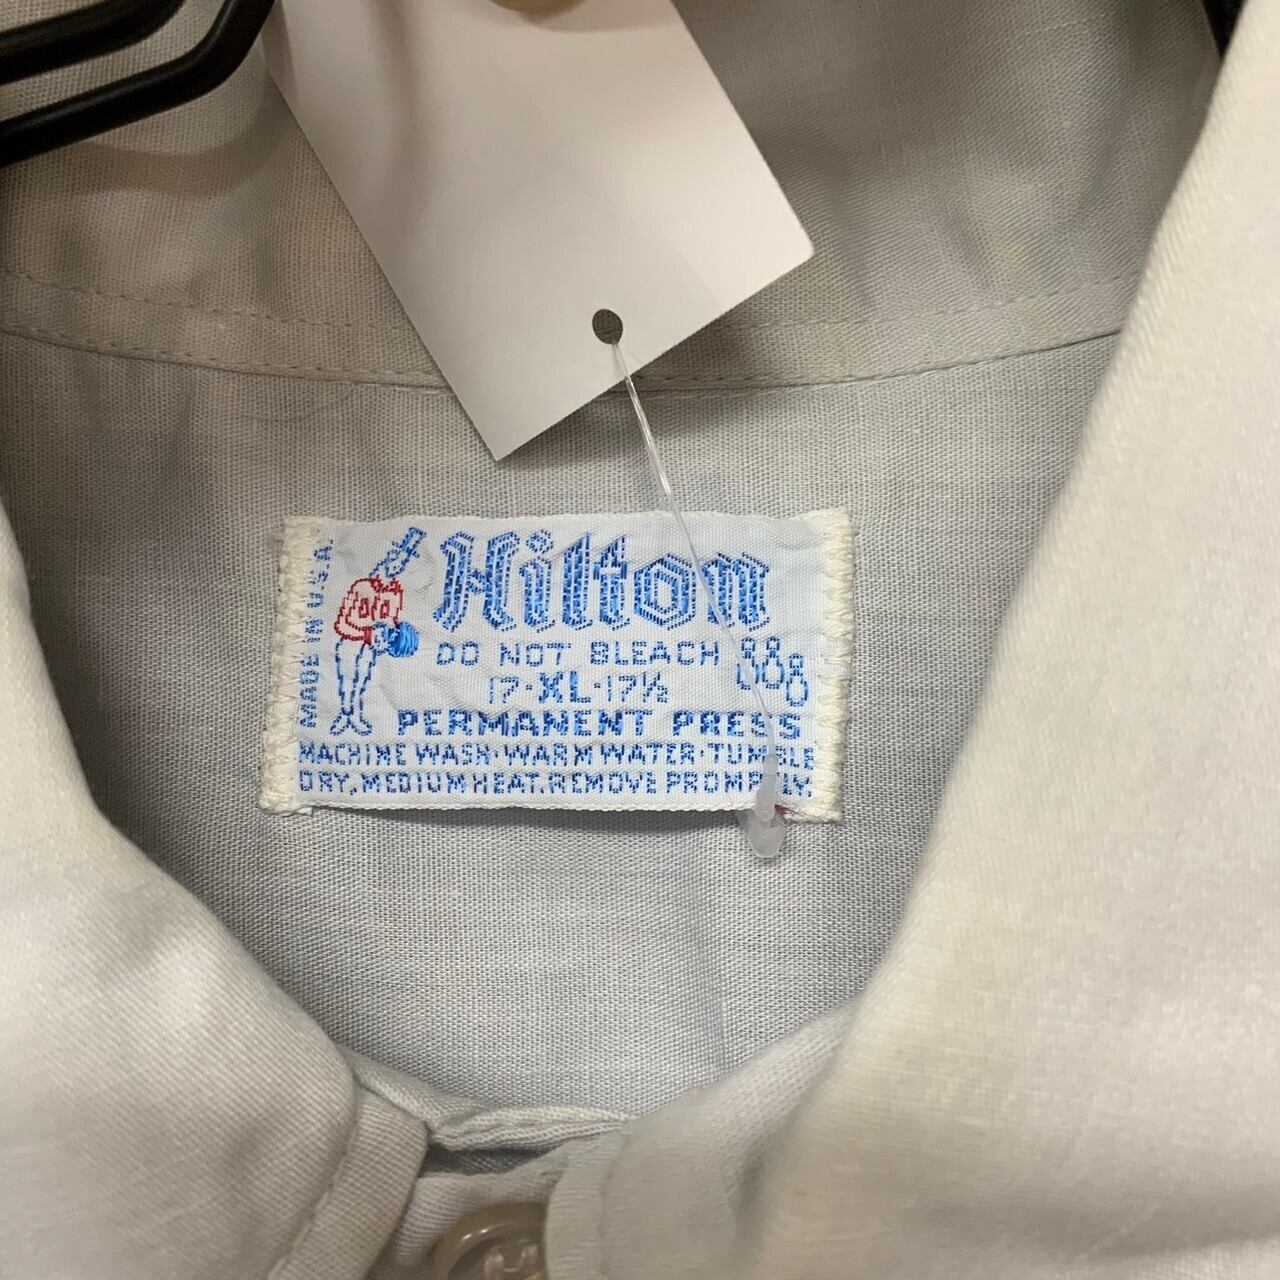 MADE IN U.S.A.
Hilton
DO NOT BLEACH
17·XL·17½
PERMANENT PRESS
MACHINE WASH·WARM WATER·TUMBLE
DRY, MEDIUM HEAT. REMOVE PROMPTLY.